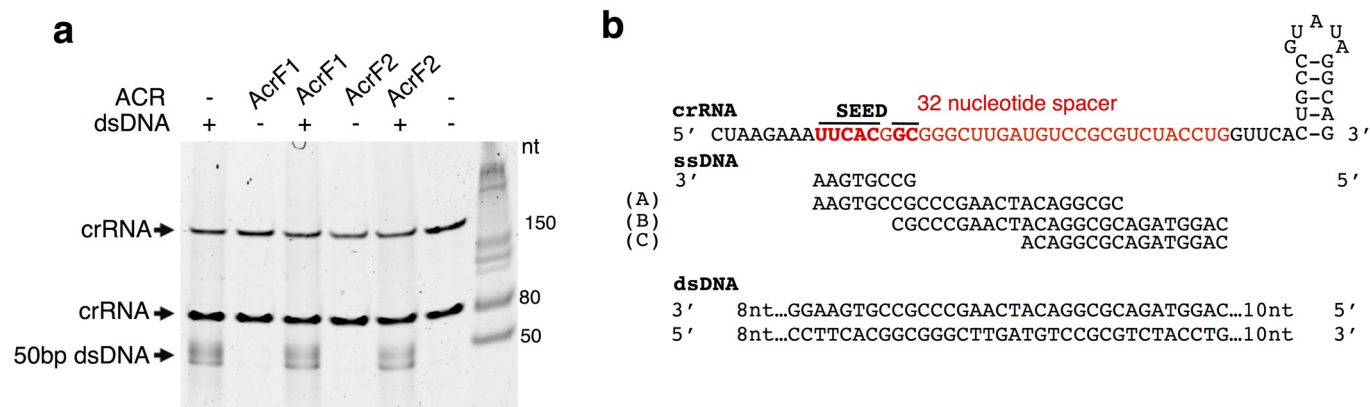 a
ACR - AcrF1 AcrF1 AcrF2 AcrF2 -
dsDNA + - + - + -
nt
crRNA 150
crRNA 80
50
50bp dsDNA
b
U A U
G A
C-G
C-G
G-C
U-A
crRNA SEED 32 nucleotide spacer
5′ CUAAGAAAUUCACGGCGGGCUUGAUGUCCGCGUCUACCUGGUUCAC-G 3′
ssDNA
3′ AAGTGCCG 5′
(A) AAGTGCCGCCCGAACTACAGGCGC
(B) CGCCCGAACTACAGGCGCAGATGGAC
(C) ACAGGCGCAGATGGAC
dsDNA
3′ 8nt…GGAAGTGCCGCCCGAACTACAGGCGCAGATGGAC…10nt 5′
5′ 8nt…CCTTCACGGCGGGCTTGATGTCCGCGTCTACCTG…10nt 3′